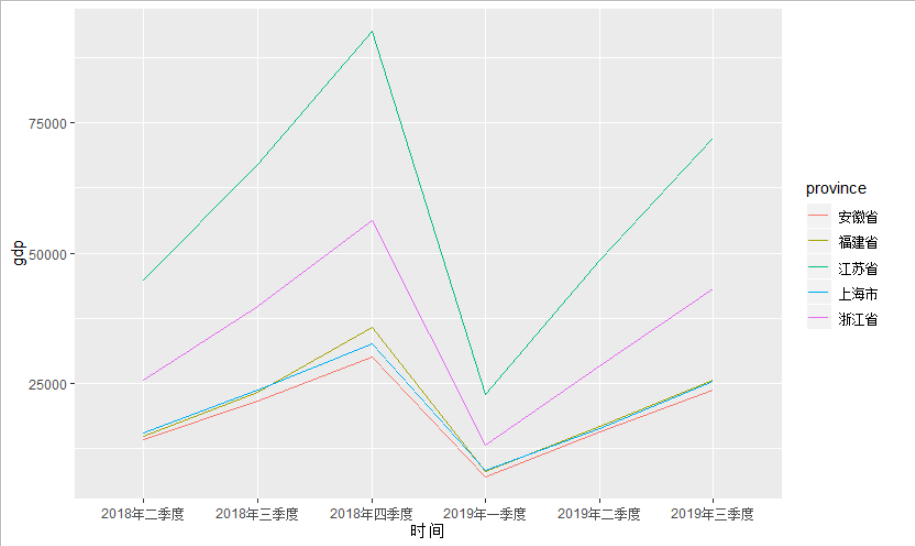 75000
50000
25000
gdp
2018年二季度
2018年三季度
2018年四季度
2019年一季度
2019年二季度
2019年三季度
时间
province
安徽省
福建省
江苏省
上海市
浙江省